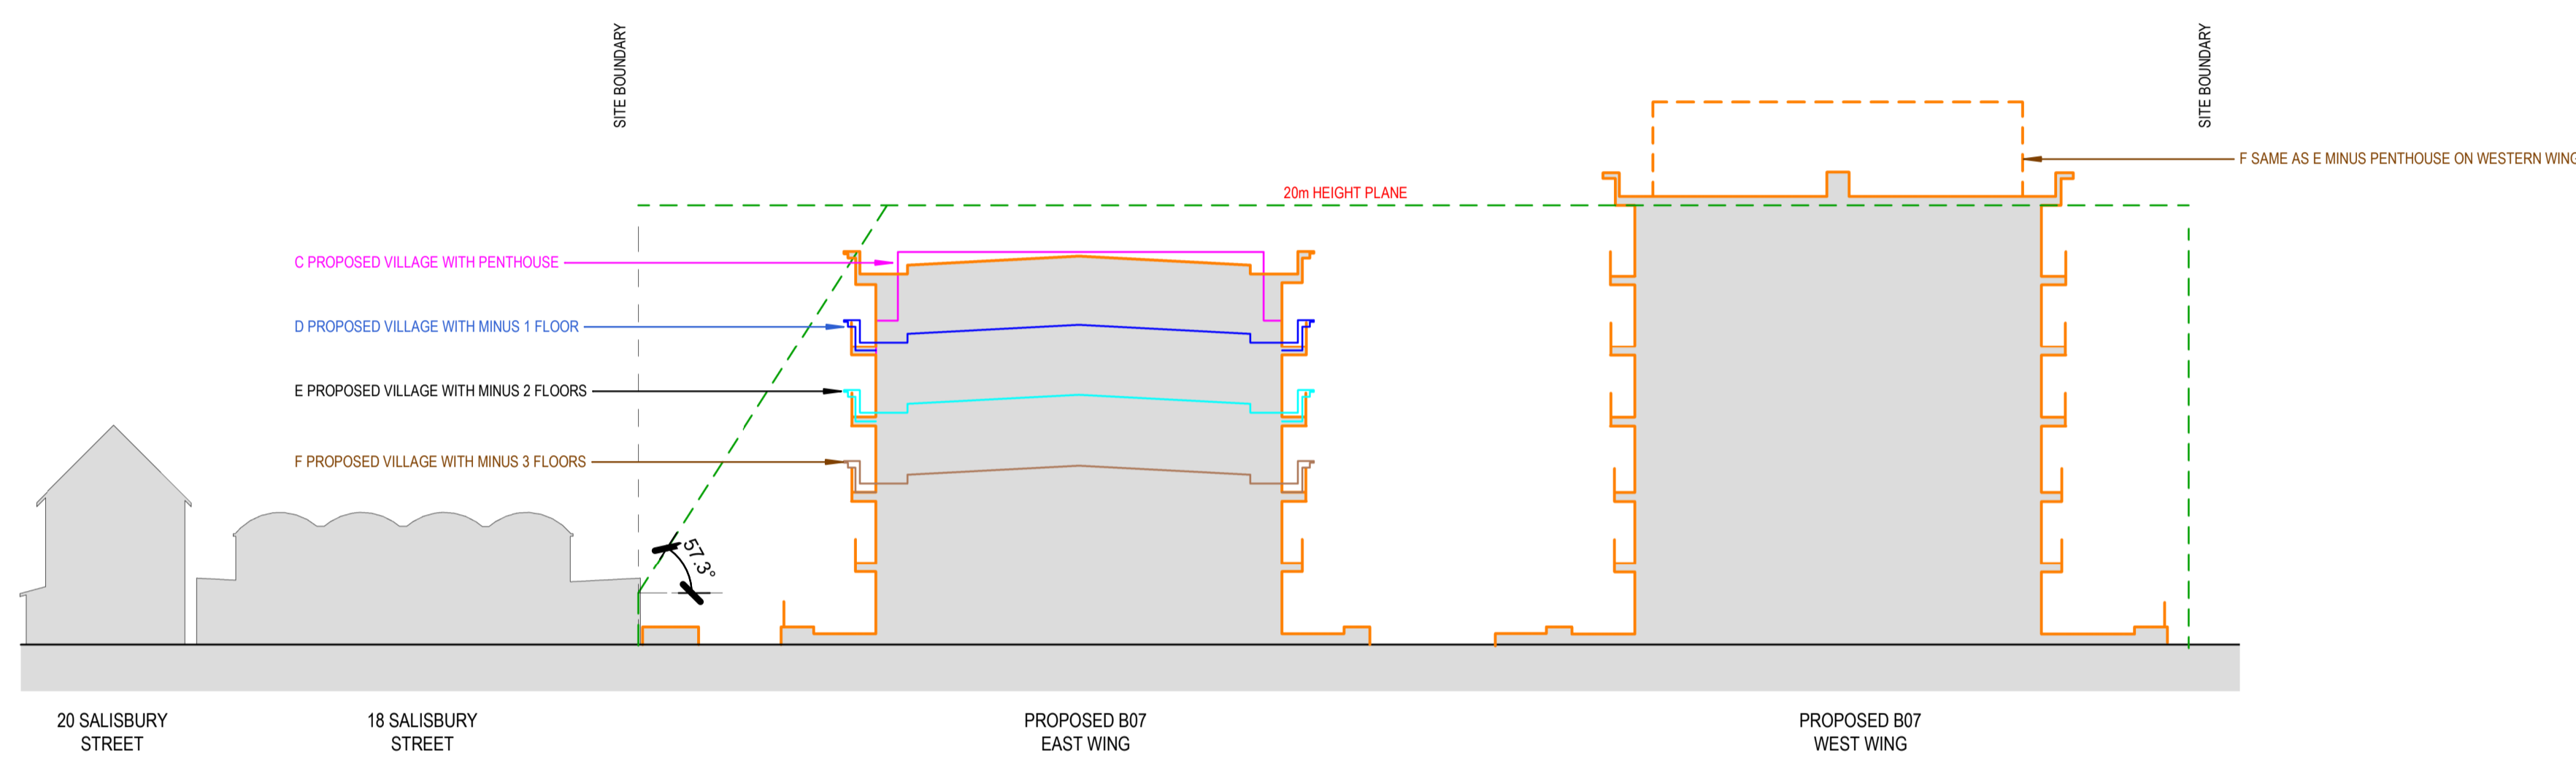 SITE BOUNDARY
SITE BOUNDARY
F SAME AS E MINUS PENTHOUSE ON WESTERN WING
20m HEIGHT PLANE
C PROPOSED VILLAGE WITH PENTHOUSE
D PROPOSED VILLAGE WITH MINUS 1 FLOOR
E PROPOSED VILLAGE WITH MINUS 2 FLOORS
F PROPOSED VILLAGE WITH MINUS 3 FLOORS
57.3°
20 SALISBURY
STREET
18 SALISBURY
STREET
PROPOSED B07
EAST WING
PROPOSED B07
WEST WING